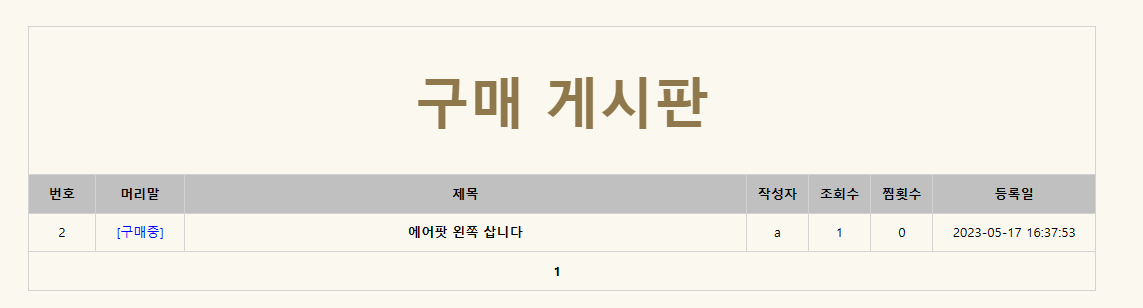 구매 게시판
번호 머리말 제목 작성자 조회수 찜횟수 등록일
2 [구매중] 에어팟 왼쪽 삽니다 a 1 0 2023-05-17 16:37:53
1